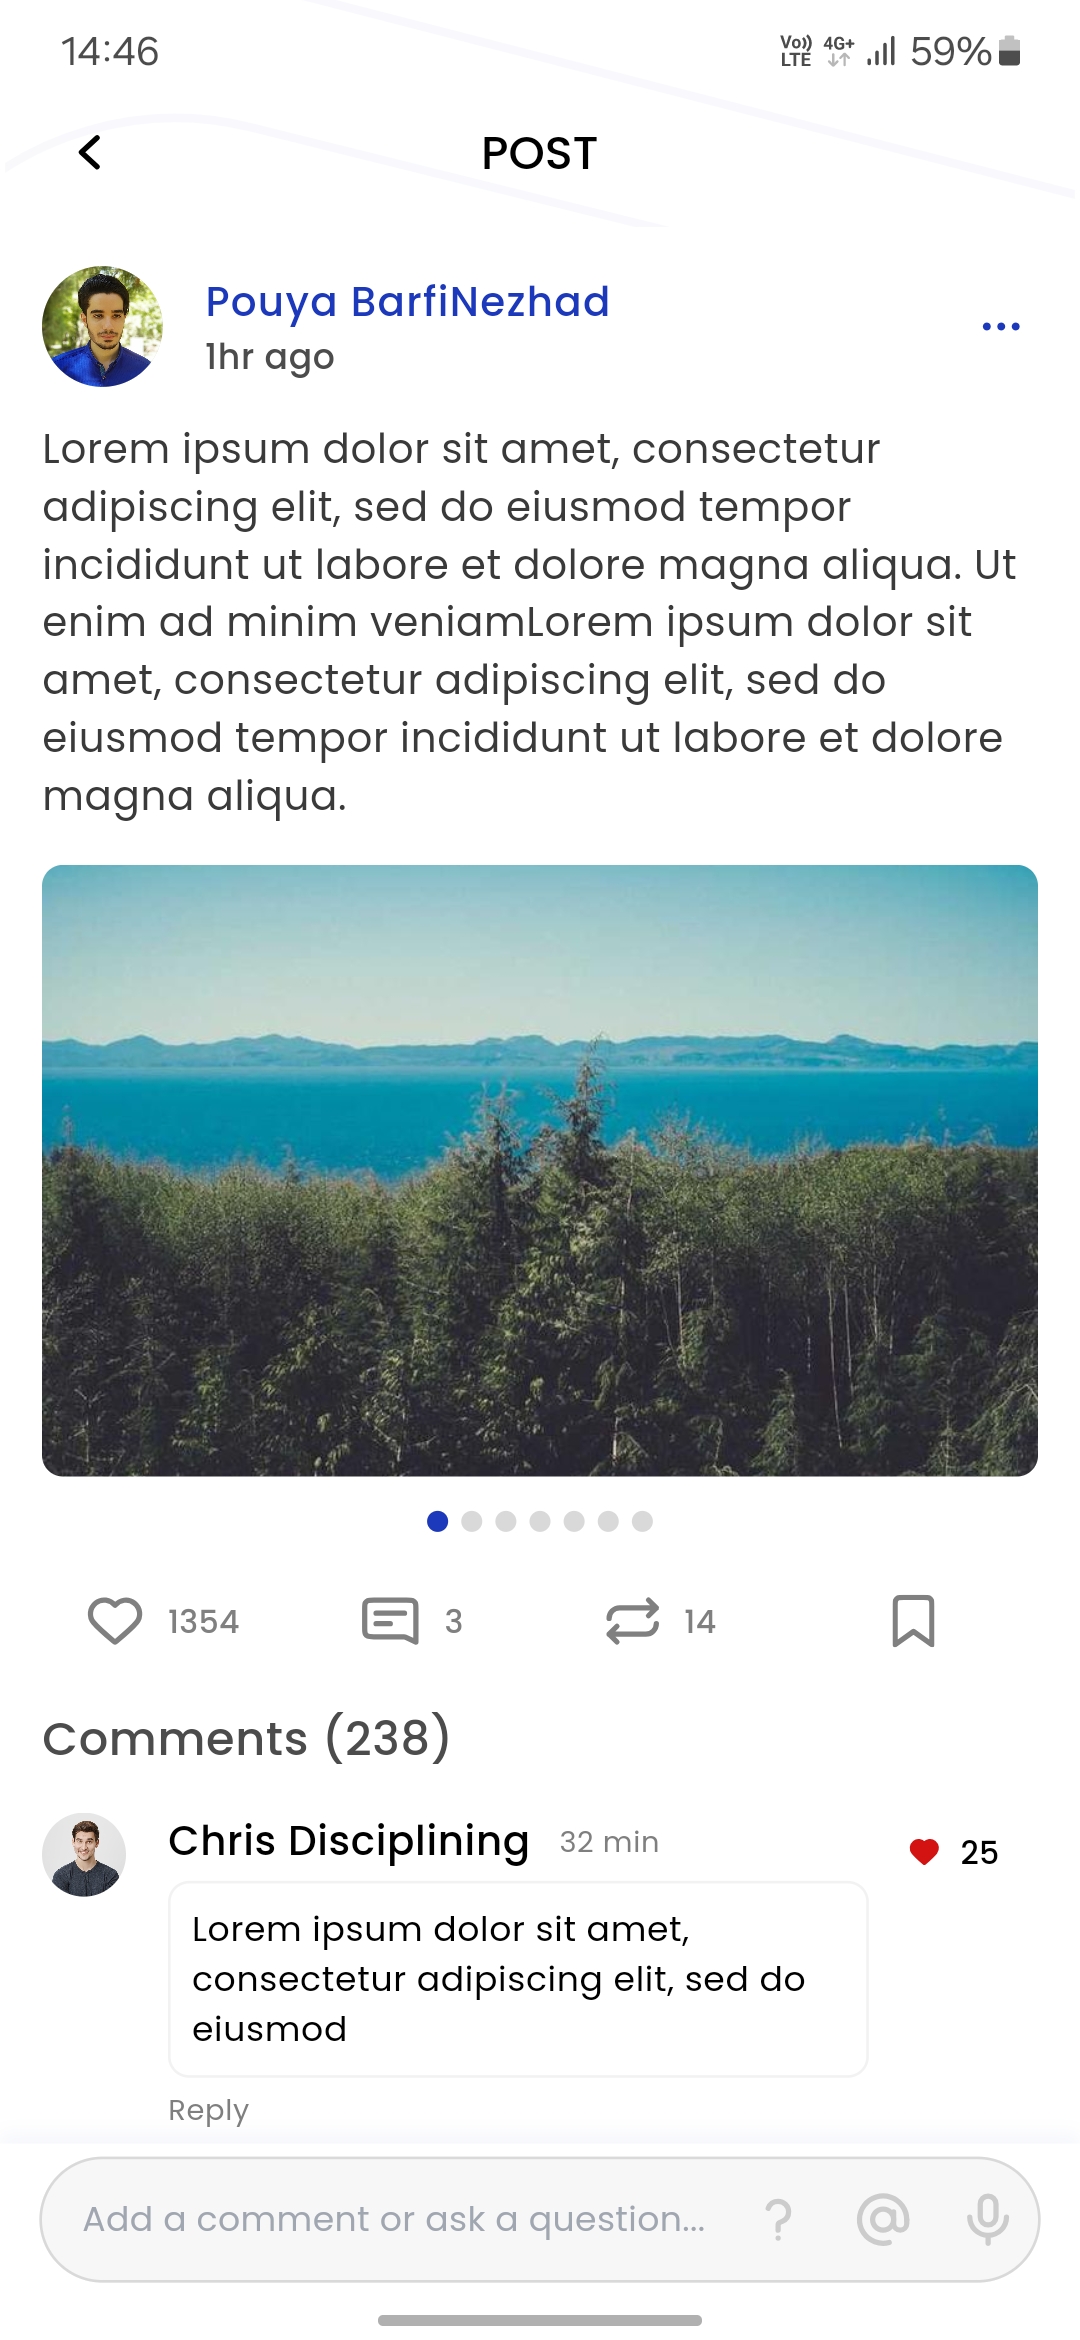 14:46
Vo)) LTE 4G+ 59%
POST
Pouya BarfiNezhad
1hr ago
Lorem ipsum dolor sit amet, consectetur
adipiscing elit, sed do eiusmod tempor
incididunt ut labore et dolore magna aliqua. Ut
enim ad minim veniamLorem ipsum dolor sit
amet, consectetur adipiscing elit, sed do
eiusmod tempor incididunt ut labore et dolore
magna aliqua.
1354 3 14
Comments (238)
Chris Disciplining 32 min
25
Lorem ipsum dolor sit amet,
consectetur adipiscing elit, sed do
eiusmod
Reply
Add a comment or ask a question... ? @